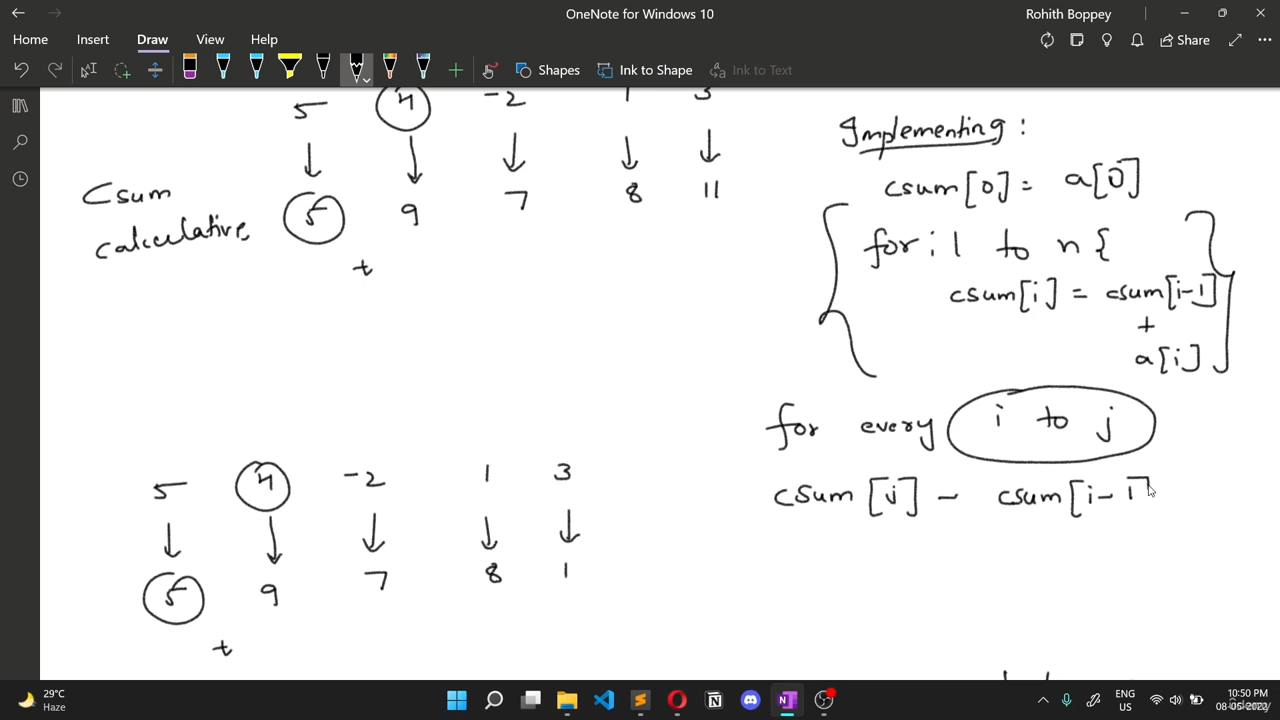 OneNote for Windows 10
Rohith Boppey
Home Insert Draw View Help
Share
Shapes Ink to Shape Ink to Text
5 4 -2 1 3
Csum 5 9 7 8 11
calculative
+
Implementing :
csum[0] = a[0]
for i 1 to n {
csum[i] = csum[i-1]
+
a[i]
for every i to j
csum[j] - csum[i-1]
5 4 -2 1 3
5 9 7 8 1
+
29°C
Haze
ENG
US
10:50 PM